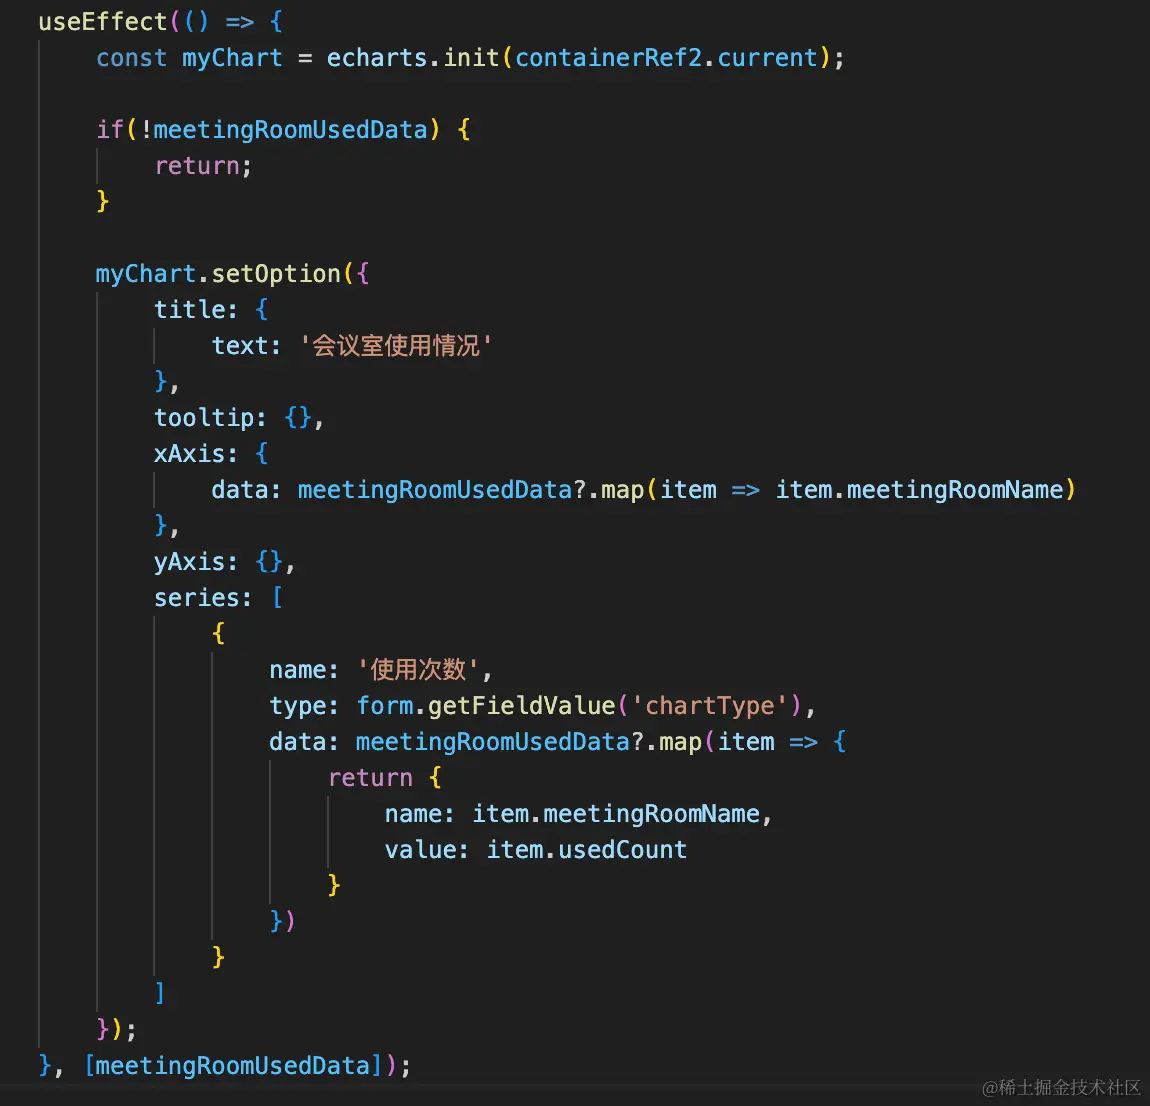 useEffect(() => {
    const myChart = echarts.init(containerRef2.current);

    if(!meetingRoomUsedData) {
        return;
    }

    myChart.setOption({
        title: {
            text: '会议室使用情况'
        },
        tooltip: {},
        xAxis: {
            data: meetingRoomUsedData?.map(item => item.meetingRoomName)
        },
        yAxis: {},
        series: [
            {
                name: '使用次数',
                type: form.getFieldValue('chartType'),
                data: meetingRoomUsedData?.map(item => {
                    return {
                        name: item.meetingRoomName,
                        value: item.usedCount
                    }
                })
            }
        ]
    });
}, [meetingRoomUsedData]);
@稀土掘金技术社区